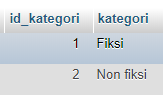 id_kategori kategori
1 Fiksi
2 Non fiksi